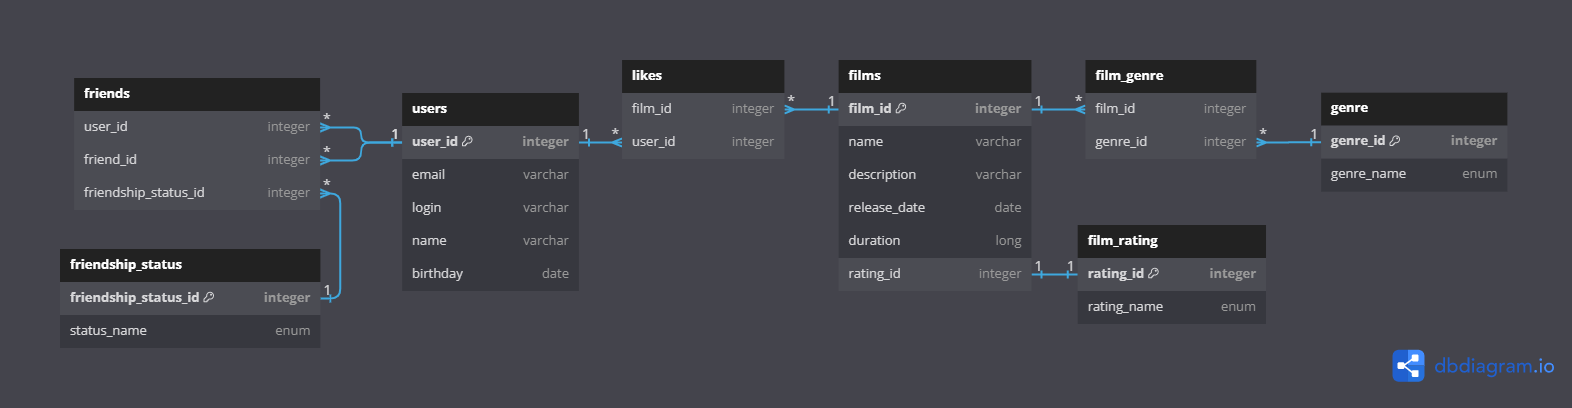 friends
user_id integer *
friend_id integer *
friendship_status_id integer *
friendship_status
friendship_status_id integer 1
status_name enum
users
1 user_id integer 1
email varchar
login varchar
name varchar
birthday date
likes
film_id integer *
* user_id integer
films
1 film_id integer 1
name varchar
description varchar
release_date date
duration long
rating_id integer 1
film_genre
* film_id integer
genre_id integer *
genre
1 genre_id integer
genre_name enum
film_rating
1 rating_id integer
rating_name enum
dbdiagram.io